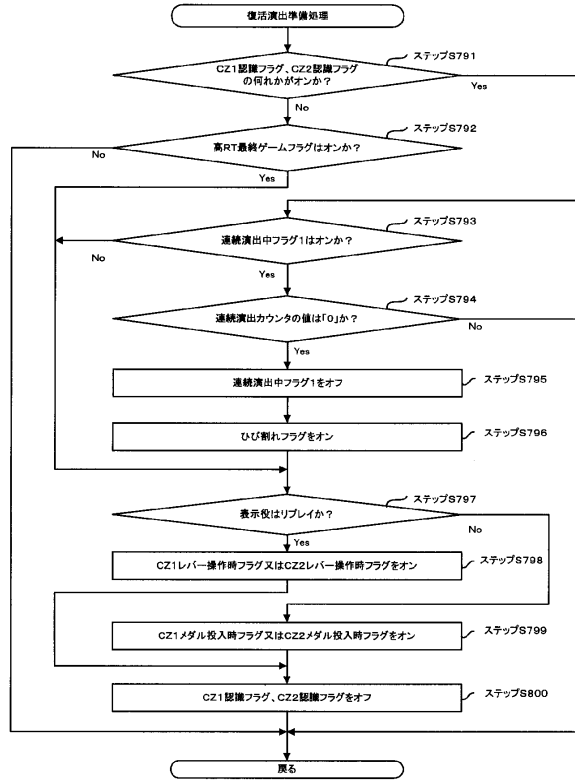 復活演出準備処理
ステップS791
CZ1認識フラグ、CZ2認識フラグ
の何れかがオンか?
Yes
No
ステップS792
高RT最終ゲームフラグはオンか?
No
Yes
ステップS793
連続演出中フラグ1はオンか?
No
Yes
ステップS794
連続演出カウンタの値は「0」か?
No
Yes
連続演出中フラグ1をオフ
ステップS795
ひび割れフラグをオン
ステップS796
ステップS797
表示役はリプレイか?
No
Yes
CZ1レバー操作時フラグ又はCZ2レバー操作時フラグをオン
ステップS798
CZ1メダル投入時フラグ又はCZ2メダル投入時フラグをオン
ステップS799
CZ1認識フラグ、CZ2認識フラグをオフ
ステップS800
戻る